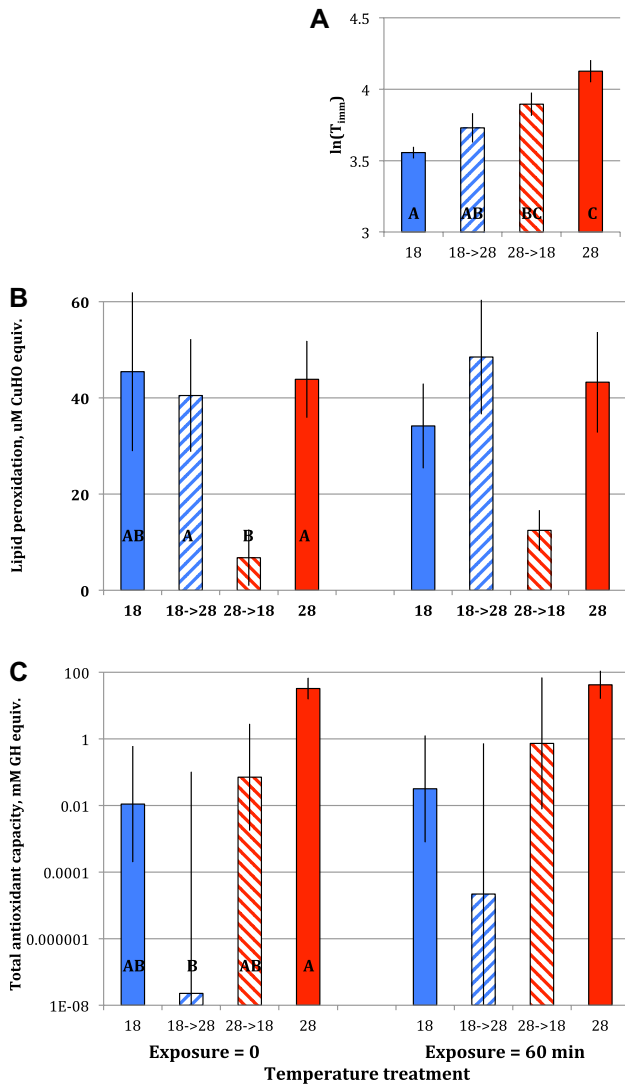 A
ln(Timm)
4.5
4
3.5
3
A
AB
BC
C
18
18->28
28->18
28
B
Lipid peroxidation, uM CuHO equiv.
60
40
20
0
AB
A
B
A
18
18->28
28->18
28
18
18->28
28->18
28
C
Total antioxidant capacity, mM GH equiv.
100
1
0.01
0.0001
0.000001
1E-08
AB
B
AB
A
18
18->28
28->18
28
18
18->28
28->18
28
Exposure = 0
Exposure = 60 min
Temperature treatment